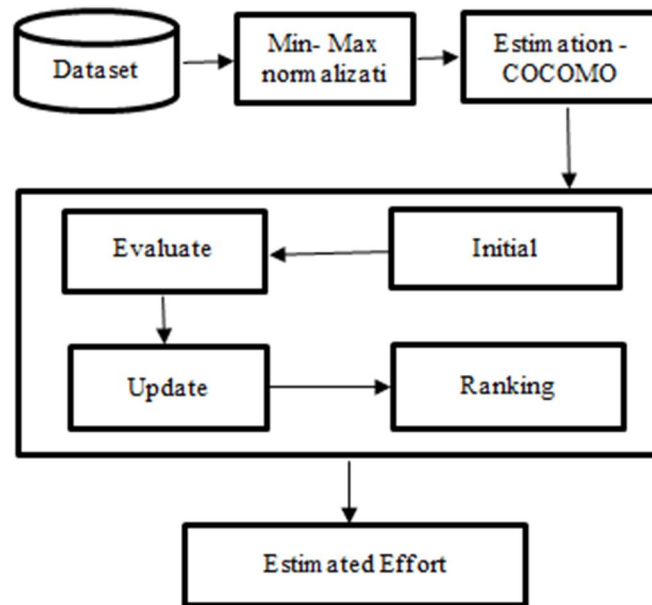 Dataset
Min- Max
normalizati
Estimation -
COCOMO
Initial
Evaluate
Update
Ranking
Estimated Effort